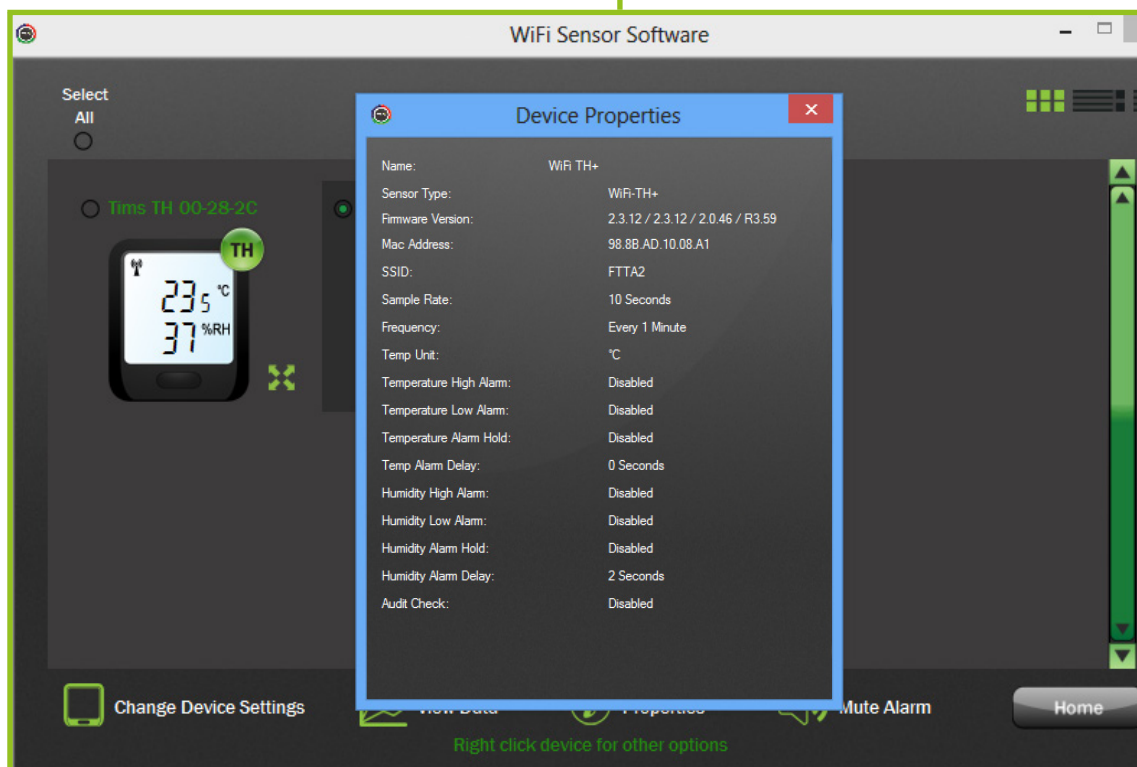 WiFi Sensor Software
Select
All
Device Properties
Tims TH 00-28-2C
TH
23.5 °C
37 %RH
Name: WiFi TH+
Sensor Type: WiFi-TH+
Firmware Version: 2.3.12 / 2.3.12 / 2.0.46 / R3.59
Mac Address: 98.8B.AD.10.08.A1
SSID: FTTA2
Sample Rate: 10 Seconds
Frequency: Every 1 Minute
Temp Unit: °C
Temperature High Alarm: Disabled
Temperature Low Alarm: Disabled
Temperature Alarm Hold: Disabled
Temp Alarm Delay: 0 Seconds
Humidity High Alarm: Disabled
Humidity Low Alarm: Disabled
Humidity Alarm Hold: Disabled
Humidity Alarm Delay: 2 Seconds
Audit Check: Disabled
Change Device Settings View Data Properties Mute Alarm Home
Right click device for other options